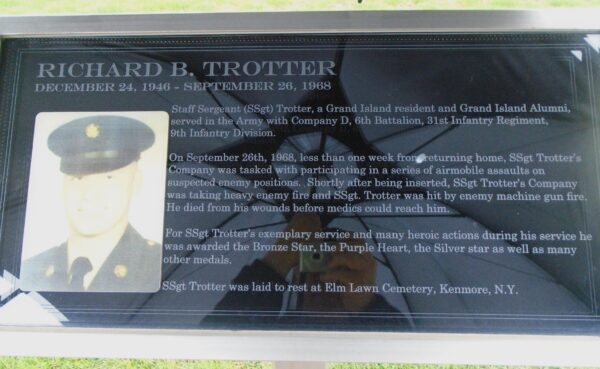 RICHARD B. TROTTER
DECEMBER 24, 1946 - SEPTEMBER 26, 1968
Staff Sergeant (SSgt) Trotter, a Grand Island resident and Grand Island Alumni,
served in the Army with Company D, 6th Battalion, 31st Infantry Regiment,
9th Infantry Division.
On September 26th, 1968, less than one week from returning home, SSgt Trotter's
Company was tasked with participating in a series of airmobile assaults on
suspected enemy positions. Shortly after being inserted, SSgt Trotter's Company
was taking heavy enemy fire and SSgt. Trotter was hit by enemy machine gun fire.
He died from his wounds before medics could reach him.
For SSgt Trotter's exemplary service and many heroic actions during his service he
was awarded the Bronze Star, the Purple Heart, the Silver star as well as many
other medals.
SSgt Trotter was laid to rest at Elm Lawn Cemetery, Kenmore, N.Y.